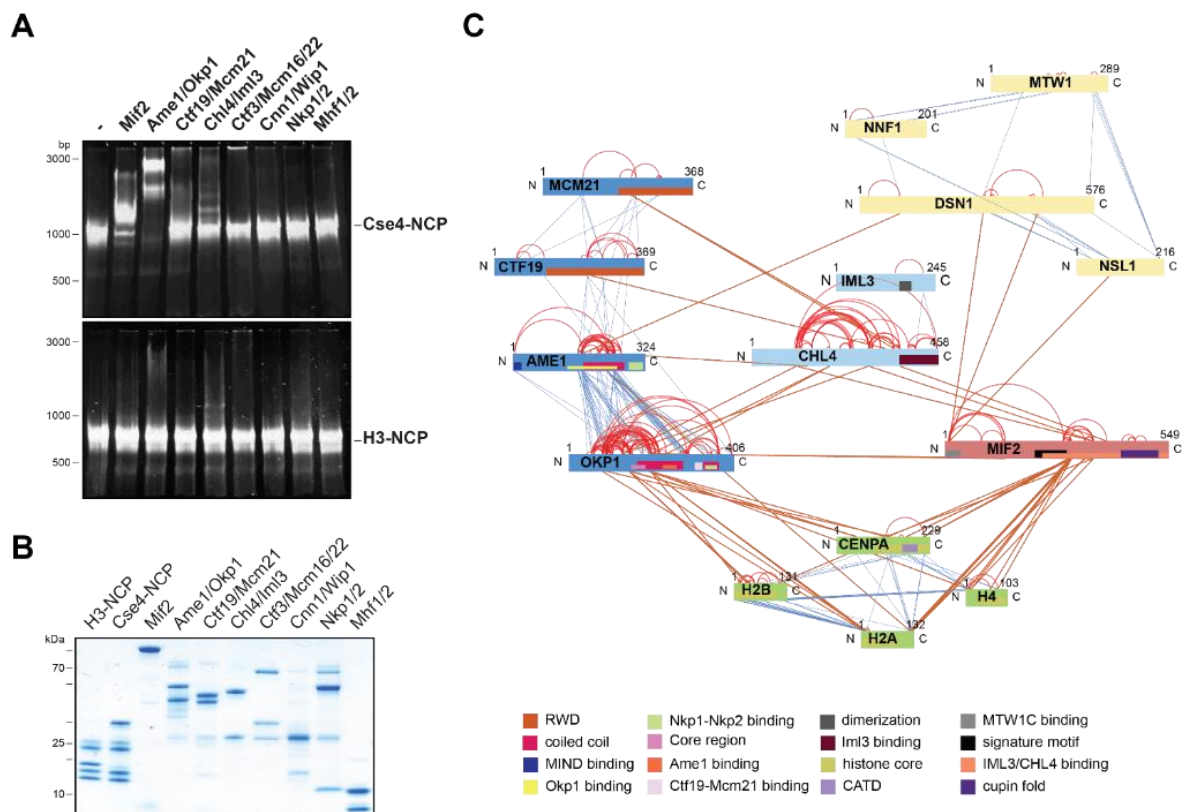 A
-
Mif2
Ame1/Okp1
Ctf19/Mcm21
Chl4/Iml3
Ctf3/Mcm16/22
Cnn1/Wip1
Nkp1/2
Mhf1/2
bp
3000
1000
500
Cse4-NCP
3000
1000
500
H3-NCP
B
H3-NCP
Cse4-NCP
Mif2
Ame1/Okp1
Ctf19/Mcm21
Chl4/Iml3
Ctf3/Mcm16/22
Cnn1/Wip1
Nkp1/2
Mhf1/2
kDa
70
25
10
C
1 289
N MTW1 C
1 201
N NNF1 C
1 368
N MCM21 C
1 576
N DSN1 C
1 369
N CTF19 C
1 245
N IML3 C
1 216
N NSL1 C
1 324
N AME1 C
1 458
N CHL4 C
1 406
N OKP1 C
1 549
N MIF2 C
1 229
N CENPA C
1 131
N H2B C
1 103
N H4 C
1 132
N H2A C
RWD
coiled coil
MIND binding
Okp1 binding
Nkp1-Nkp2 binding
Core region
Ame1 binding
Ctf19-Mcm21 binding
dimerization
Iml3 binding
histone core
CATD
MTW1C binding
signature motif
IML3/CHL4 binding
cupin fold